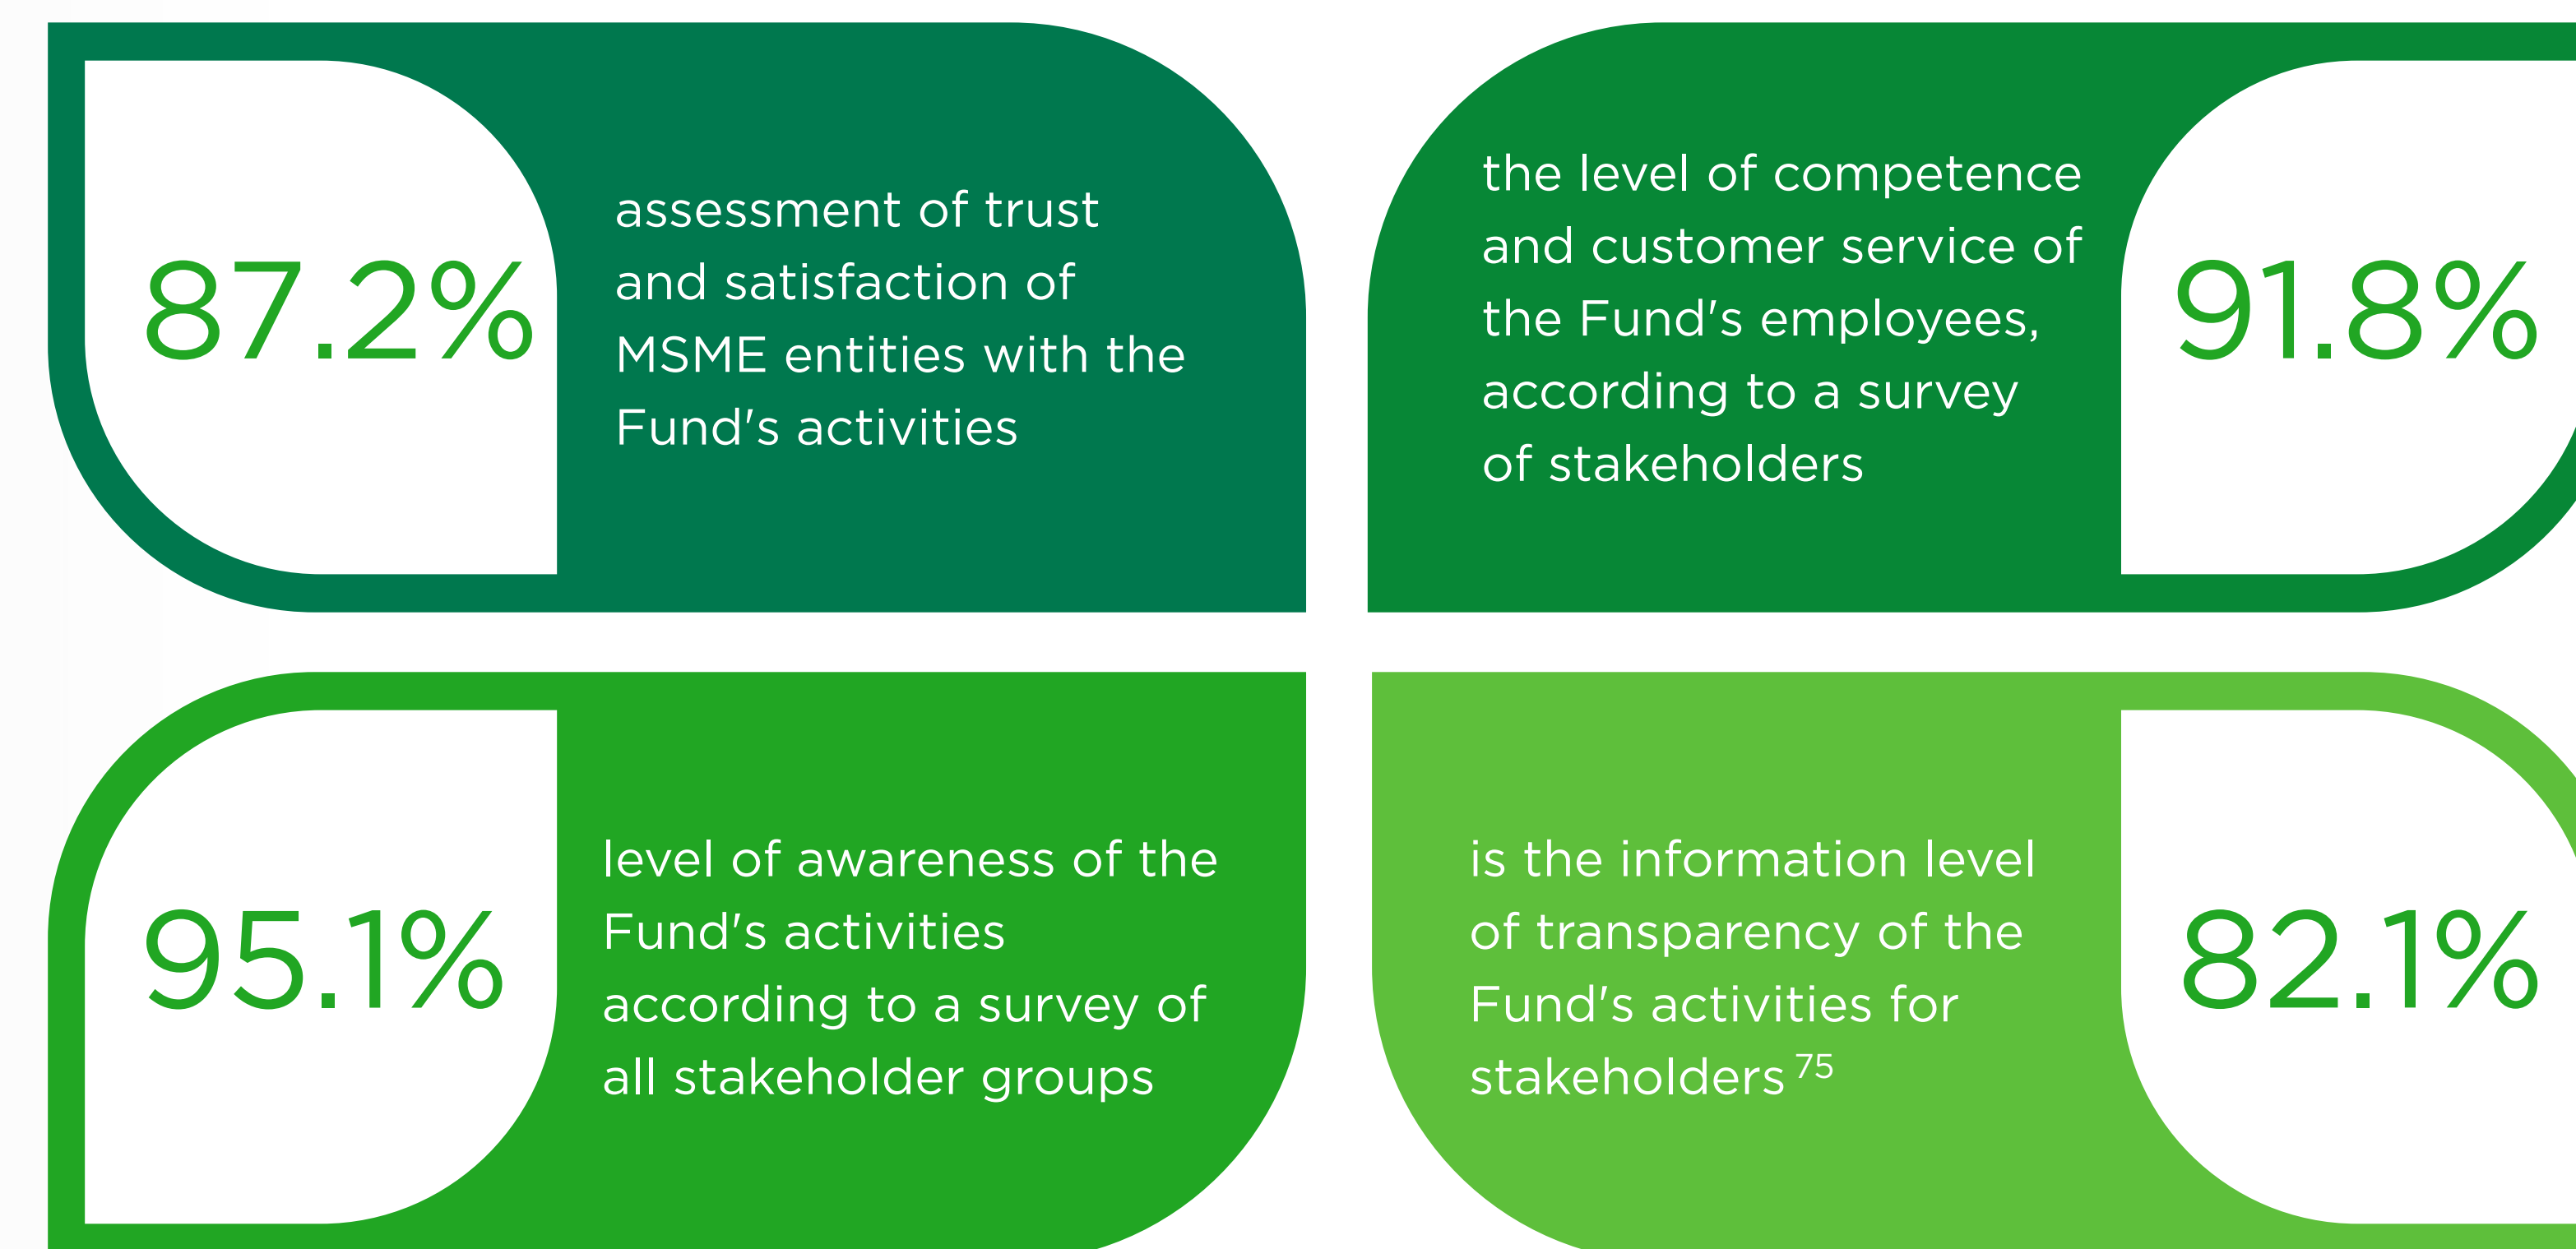 87.2%
assessment of trust
and satisfaction of
MSME entities with the
Fund's activities
the level of competence
and customer service of
the Fund's employees,
according to a survey
of stakeholders
91.8%
95.1%
level of awareness of the
Fund's activities
according to a survey of
all stakeholder groups
is the information level
of transparency of the
Fund's activities for
stakeholders 75
82.1%